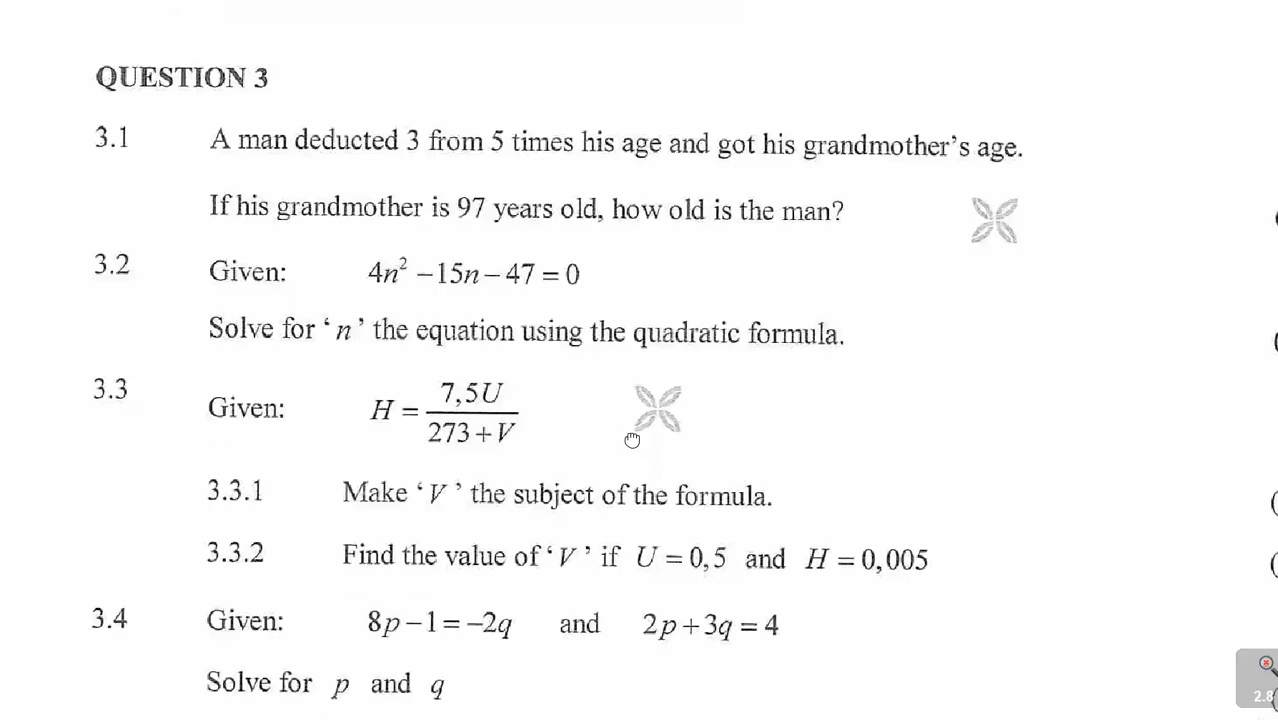 QUESTION 3
3.1 A man deducted 3 from 5 times his age and got his grandmother’s age.
If his grandmother is 97 years old, how old is the man?
3.2 Given: 4n² −15n − 47 = 0
Solve for ‘ n ’ the equation using the quadratic formula.
3.3 Given: H = 7,5U / 273 + V
3.3.1 Make ‘ V ’ the subject of the formula.
3.3.2 Find the value of ‘ V ’ if U = 0,5 and H = 0,005
3.4 Given: 8p − 1 = −2q and 2p + 3q = 4
Solve for p and q
2.8